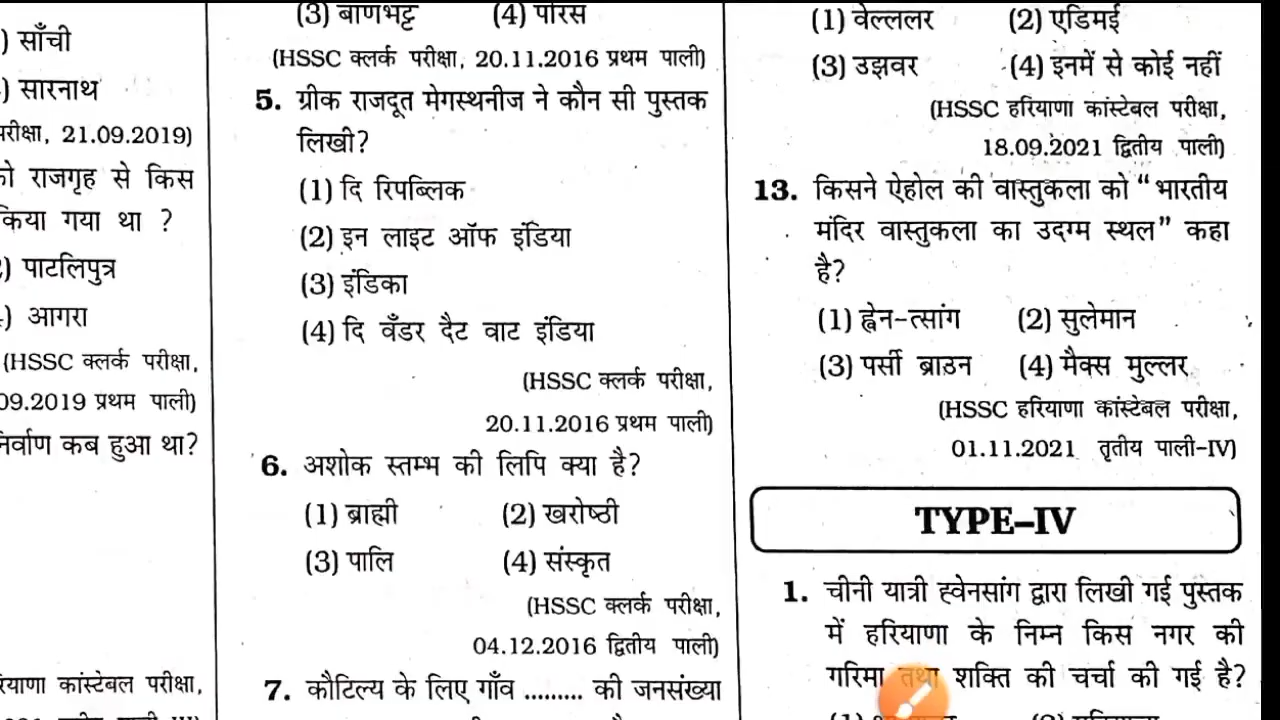 ) साँची
) सारनाथ
परीक्षा, 21.09.2019)
को राजगृह से किस
किया गया था ?
) पाटलिपुत्र
) आगरा
(HSSC क्लर्क परीक्षा,
09.2019 प्रथम पाली)
निर्वाण कब हुआ था?
कांस्टेबल परीक्षा,
(3) बाणभट्ट (4) पोरस
(HSSC क्लर्क परीक्षा, 20.11.2016 प्रथम पाली)
5. ग्रीक राजदूत मेगस्थनीज ने कौन सी पुस्तक
लिखी?
(1) दि रिपब्लिक
(2) इन लाइट ऑफ इंडिया
(3) इंडिका
(4) दि वँडर दैट वाट इंडिया
(HSSC क्लर्क परीक्षा,
20.11.2016 प्रथम पाली)
6. अशोक स्तम्भ की लिपि क्या है?
(1) ब्राह्मी (2) खरोष्ठी
(3) पालि (4) संस्कृत
(HSSC क्लर्क परीक्षा,
04.12.2016 द्वितीय पाली)
7. कौटिल्य के लिए गाँव ......... की जनसंख्या
(1) वेल्ललर (2) एडिमई
(3) उझवर (4) इनमें से कोई नहीं
(HSSC हरियाणा कांस्टेबल परीक्षा,
18.09.2021 द्वितीय पाली)
13. किसने ऐहोल की वास्तुकला को “भारतीय
मंदिर वास्तुकला का उदग्म स्थल” कहा
है?
(1) ह्वेन-त्सांग (2) सुलेमान
(3) पर्सी ब्राउन (4) मैक्स मुल्लर
(HSSC हरियाणा कांस्टेबल परीक्षा,
01.11.2021 तृतीय पाली-IV)
TYPE–IV
1. चीनी यात्री ह्वेनसांग द्वारा लिखी गई पुस्तक
में हरियाणा के निम्न किस नगर की
गरिमा तथा शक्ति की चर्चा की गई है?